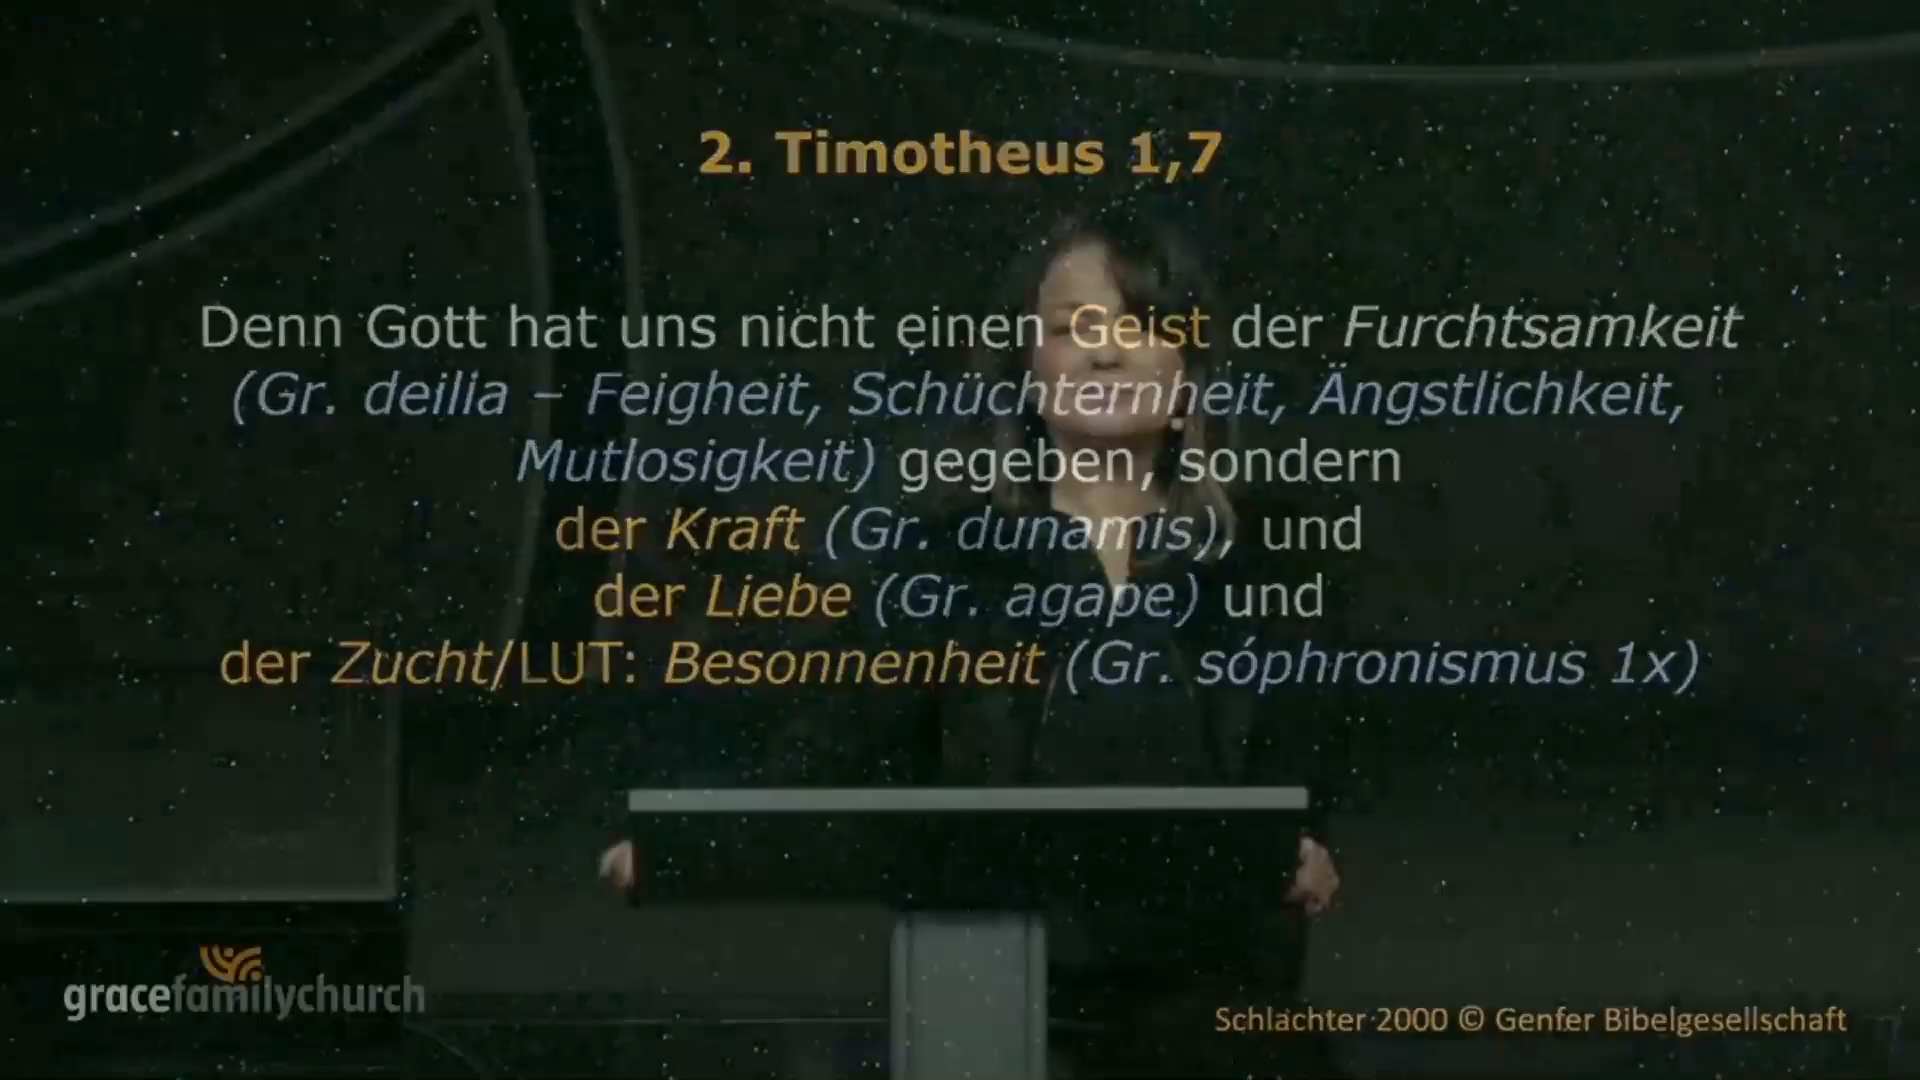 2. Timotheus 1,7
Denn Gott hat uns nicht einen Geist der Furchtsamkeit
(Gr. deilia – Feigheit, Schüchternheit, Ängstlichkeit,
Mutlosigkeit) gegeben, sondern
der Kraft (Gr. dunamis), und
der Liebe (Gr. agape) und
der Zucht/LUT: Besonnenheit (Gr. sóphronismus 1x)
gracefamilychurch
Schlachter 2000 © Genfer Bibelgesellschaft